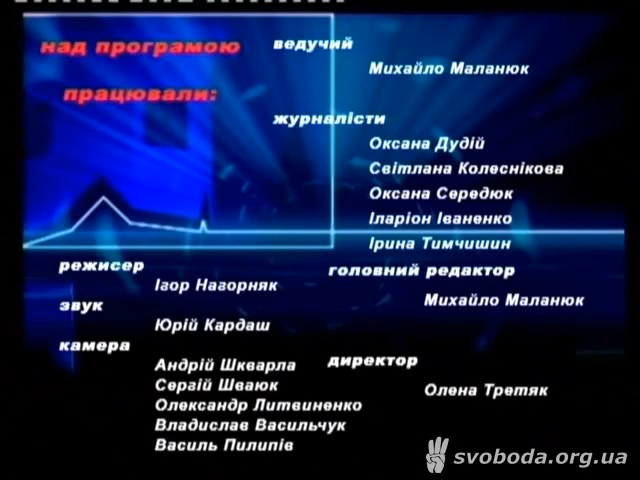 над програмою
працювали:
ведучий
Михайло Маланюк
журналісти
Оксана Дудій
Світлана Колеснікова
Оксана Середюк
Іларіон Іваненко
Ірина Тимчишин
режисер
Ігор Нагорняк
звук
Юрій Кардаш
камера
Андрій Шкварла
Сергій Шваюк
Олександр Литвиненко
Владислав Васильчук
Василь Пилипів
головний редактор
Михайло Маланюк
директор
Олена Третяк
svoboda.org.ua